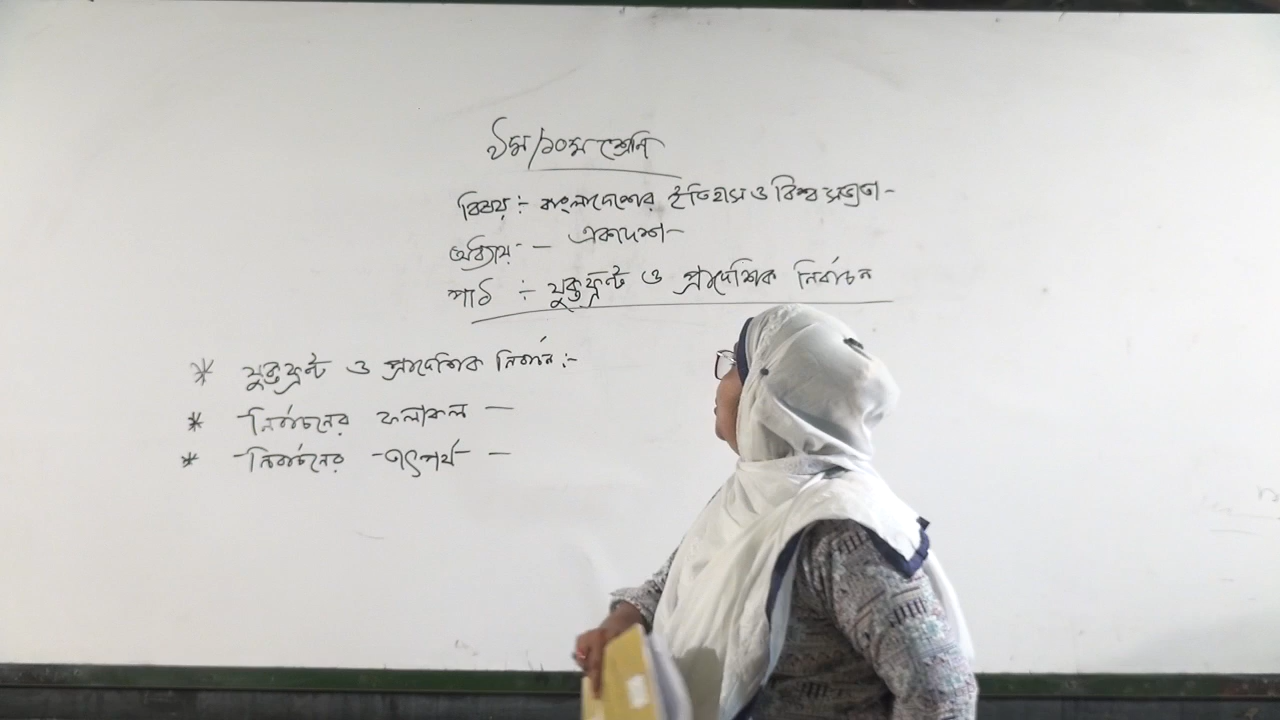 ৯ম/১০ম শ্রেনি
বিষয় :- বাংলাদেশের ইতিহাস ও বিশ্ব সভ্যতা-
অধ্যায় - একাদশ-
পাঠ :- যুক্তফ্রন্ট ও প্রাদেশিক নির্বাচন
* যুক্তফ্রন্ট ও প্রাদেশিক নির্বাচন :-
* নির্বাচনের ফলাফল -
* নির্বাচনের তাৎপর্য -